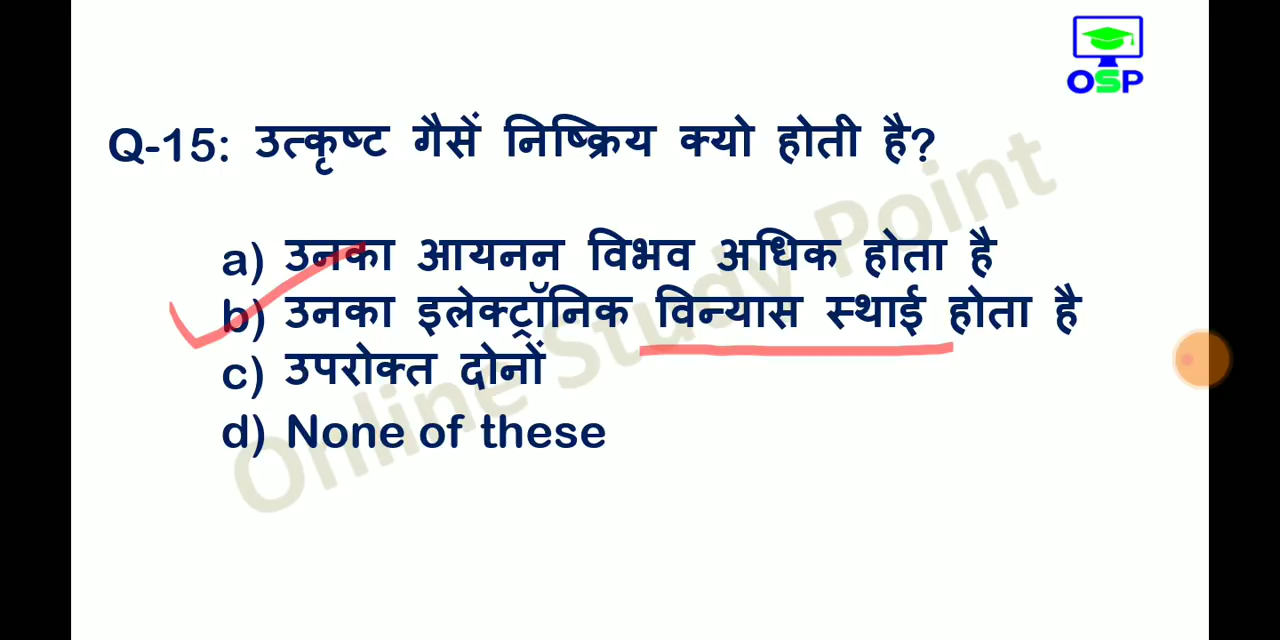 OSP
Q-15: उत्कृष्ट गैसें निष्क्रिय क्यो होती है?
a) उनका आयनन विभव अधिक होता है
b) उनका इलेक्ट्रॉनिक विन्यास स्थाई होता है
c) उपरोक्त दोनों
d) None of these
Online Study Point